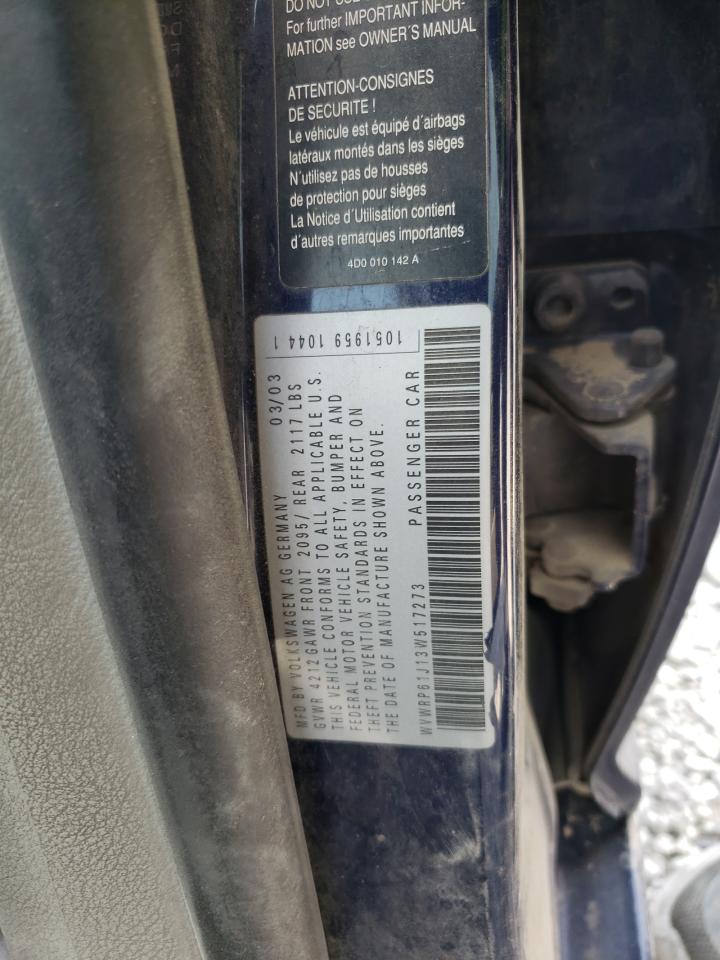 DO NOT USE
For further IMPORTANT INFOR-
MATION see OWNER´S MANUAL
ATTENTION-CONSIGNES
DE SECURITE !
Le véhicule est équipé d´airbags
latéraux montés dans les sièges
N´utilisez pas de housses
de protection pour sièges
La Notice d´Utilisation contient
d´autres remarques importantes
4D0 010 142 A
MFD BY VOLKSWAGEN AG GERMANY 03/03
GVWR 4212GAWR FRONT 2095/ REAR 2117 LBS
THIS VEHICLE CONFORMS TO ALL APPLICABLE U.S.
FEDERAL MOTOR VEHICLE SAFETY, BUMPER AND
THEFT PREVENTION STANDARDS IN EFFECT ON
THE DATE OF MANUFACTURE SHOWN ABOVE.
WVWRP61J13W517273 PASSENGER CAR
1051959 1044 1